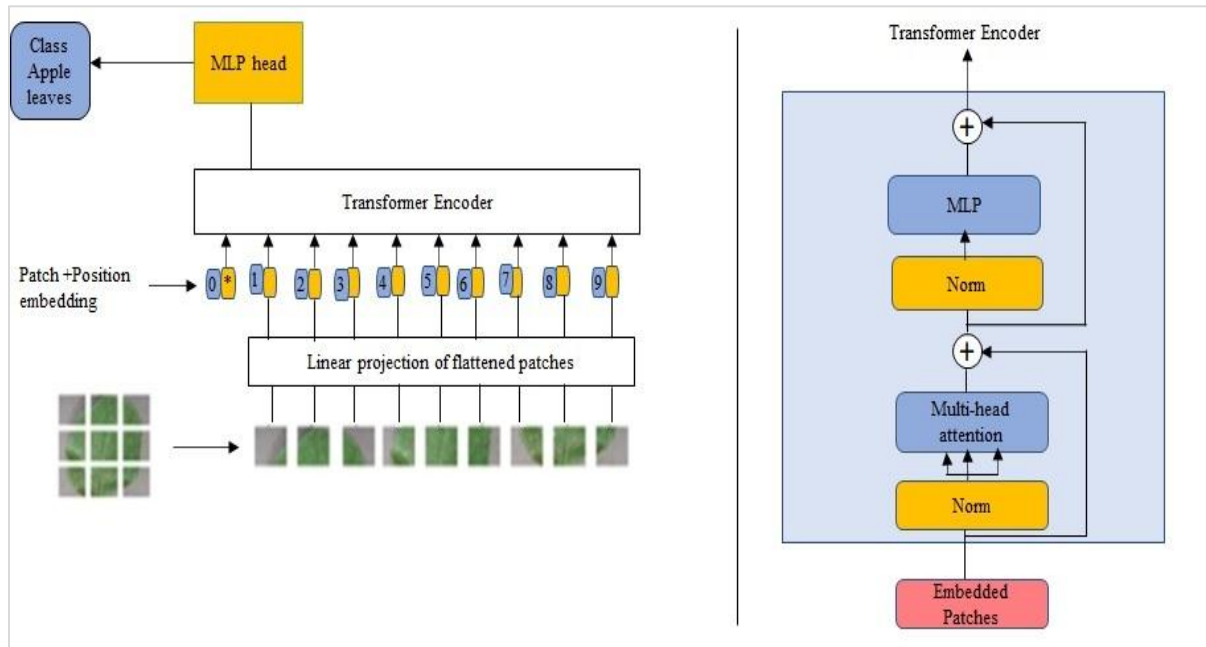 Class
Apple
leaves
MLP head
Transformer Encoder
Patch +Position
embedding
0 * 1 2 3 4 5 6 7 8 9
Linear projection of flattened patches
Transformer Encoder
+
MLP
Norm
+
Multi-head
attention
Norm
Embedded
Patches